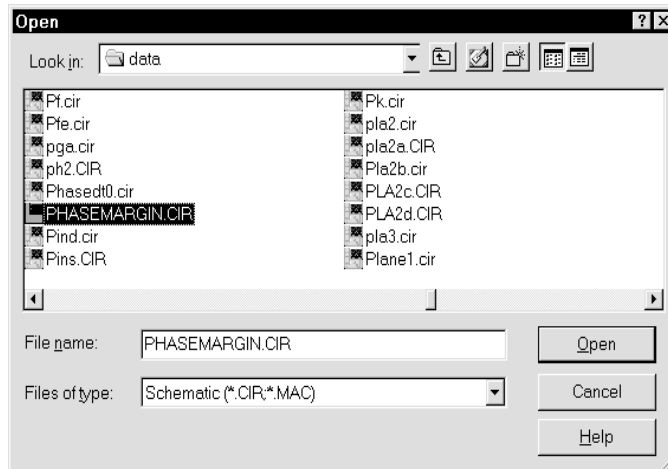 Open
Look in: data
Pf.cir
Pfe.cir
pga.cir
ph2.CIR
Phasedt0.cir
PHASEMARGIN.CIR
Pind.cir
Pins.CIR
Pk.cir
pla2.cir
pla2a.CIR
Pla2b.cir
PLA2c.CIR
PLA2d.CIR
pla3.cir
Plane1.cir
File name: PHASEMARGIN.CIR Open
Files of type: Schematic (*.CIR;*.MAC) Cancel
Help